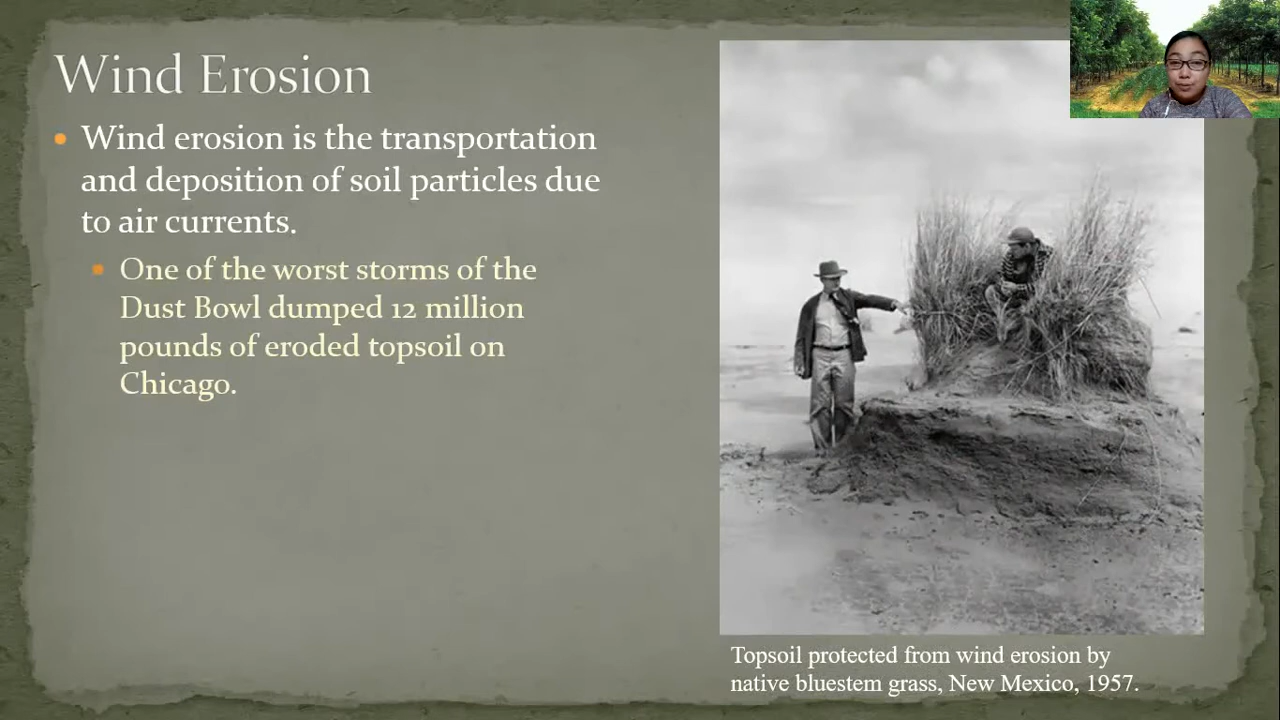 Wind Erosion
Wind erosion is the transportation
and deposition of soil particles due
to air currents.
One of the worst storms of the
Dust Bowl dumped 12 million
pounds of eroded topsoil on
Chicago.
Topsoil protected from wind erosion by
native bluestem grass, New Mexico, 1957.